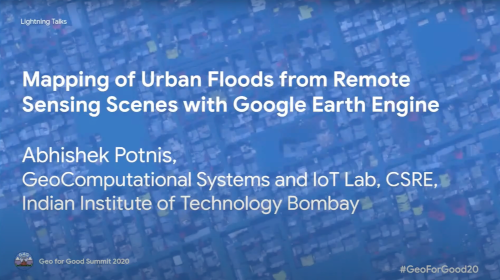 Lightning Talks
Mapping of Urban Floods from Remote
Sensing Scenes with Google Earth Engine
Abhishek Potnis,
GeoComputational Systems and IoT Lab, CSRE,
Indian Institute of Technology Bombay
Geo for Good Summit 2020
#GeoForGood20